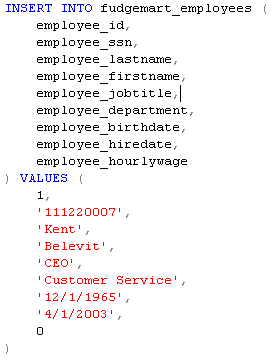 INSERT INTO fudgemart_employees (
employee_id,
employee_ssn,
employee_lastname,
employee_firstname,
employee_jobtitle,
employee_department,
employee_birthdate,
employee_hiredate,
employee_hourlywage
) VALUES (
1,
'111220007',
'Kent',
'Belevit',
'CEO',
'Customer Service',
'12/1/1965',
'4/1/2003',
0
)